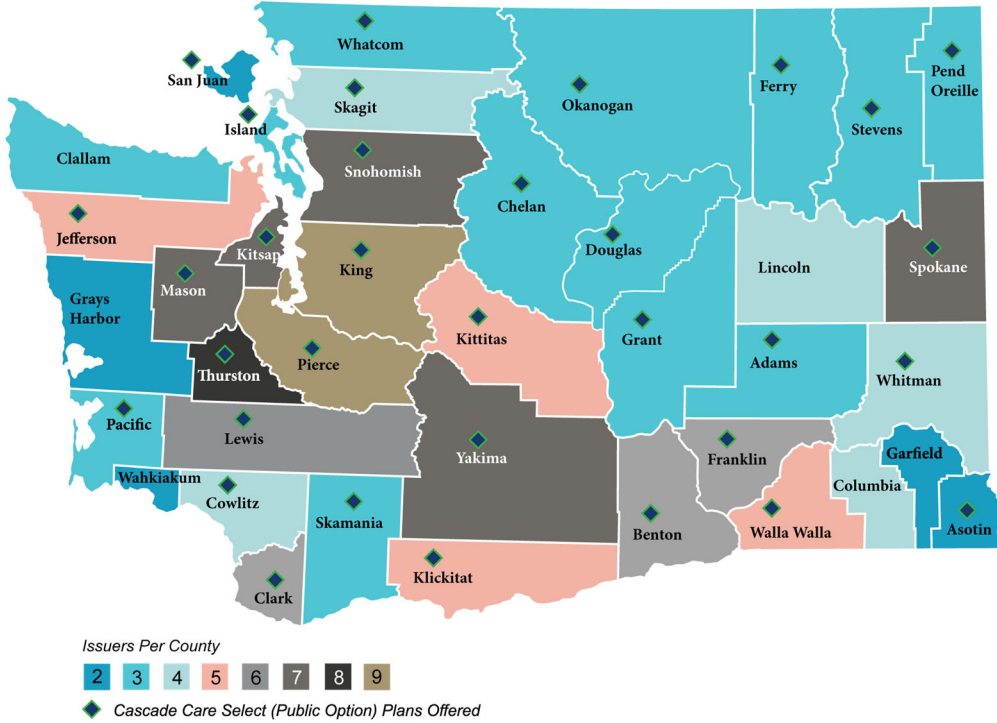 Whatcom
San Juan
Skagit
Island
Okanogan
Ferry
Pend
Oreille
Stevens
Clallam
Snohomish
Chelan
Jefferson
Kitsap
King
Douglas
Lincoln
Spokane
Mason
Grays
Harbor
Kittitas
Grant
Thurston
Pierce
Adams
Whitman
Pacific
Lewis
Yakima
Franklin
Garfield
Wahkiakum
Cowlitz
Skamania
Columbia
Benton
Walla Walla
Asotin
Klickitat
Clark
Issuers Per County
2 3 4 5 6 7 8 9
Cascade Care Select (Public Option) Plans Offered